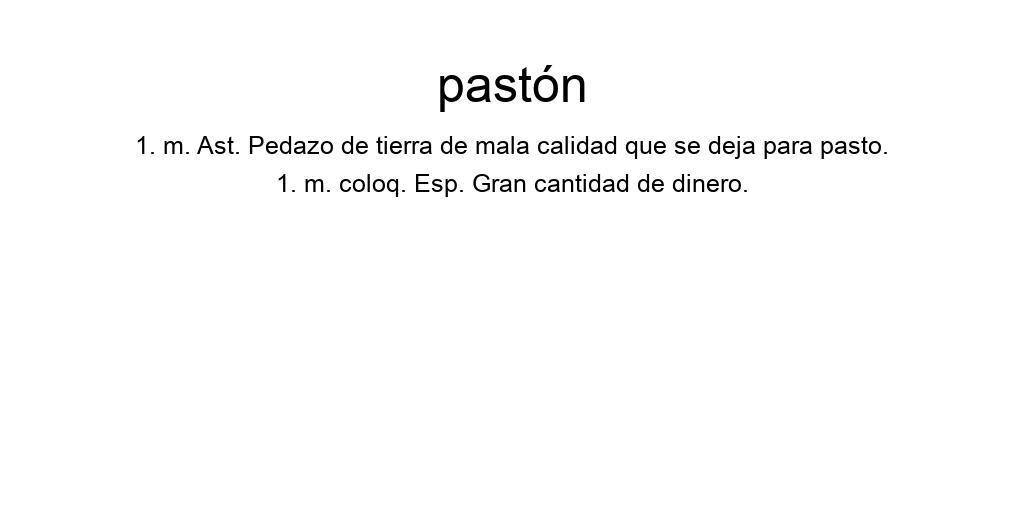 pastón
1. m. Ast. Pedazo de tierra de mala calidad que se deja para pasto.
1. m. coloq. Esp. Gran cantidad de dinero.